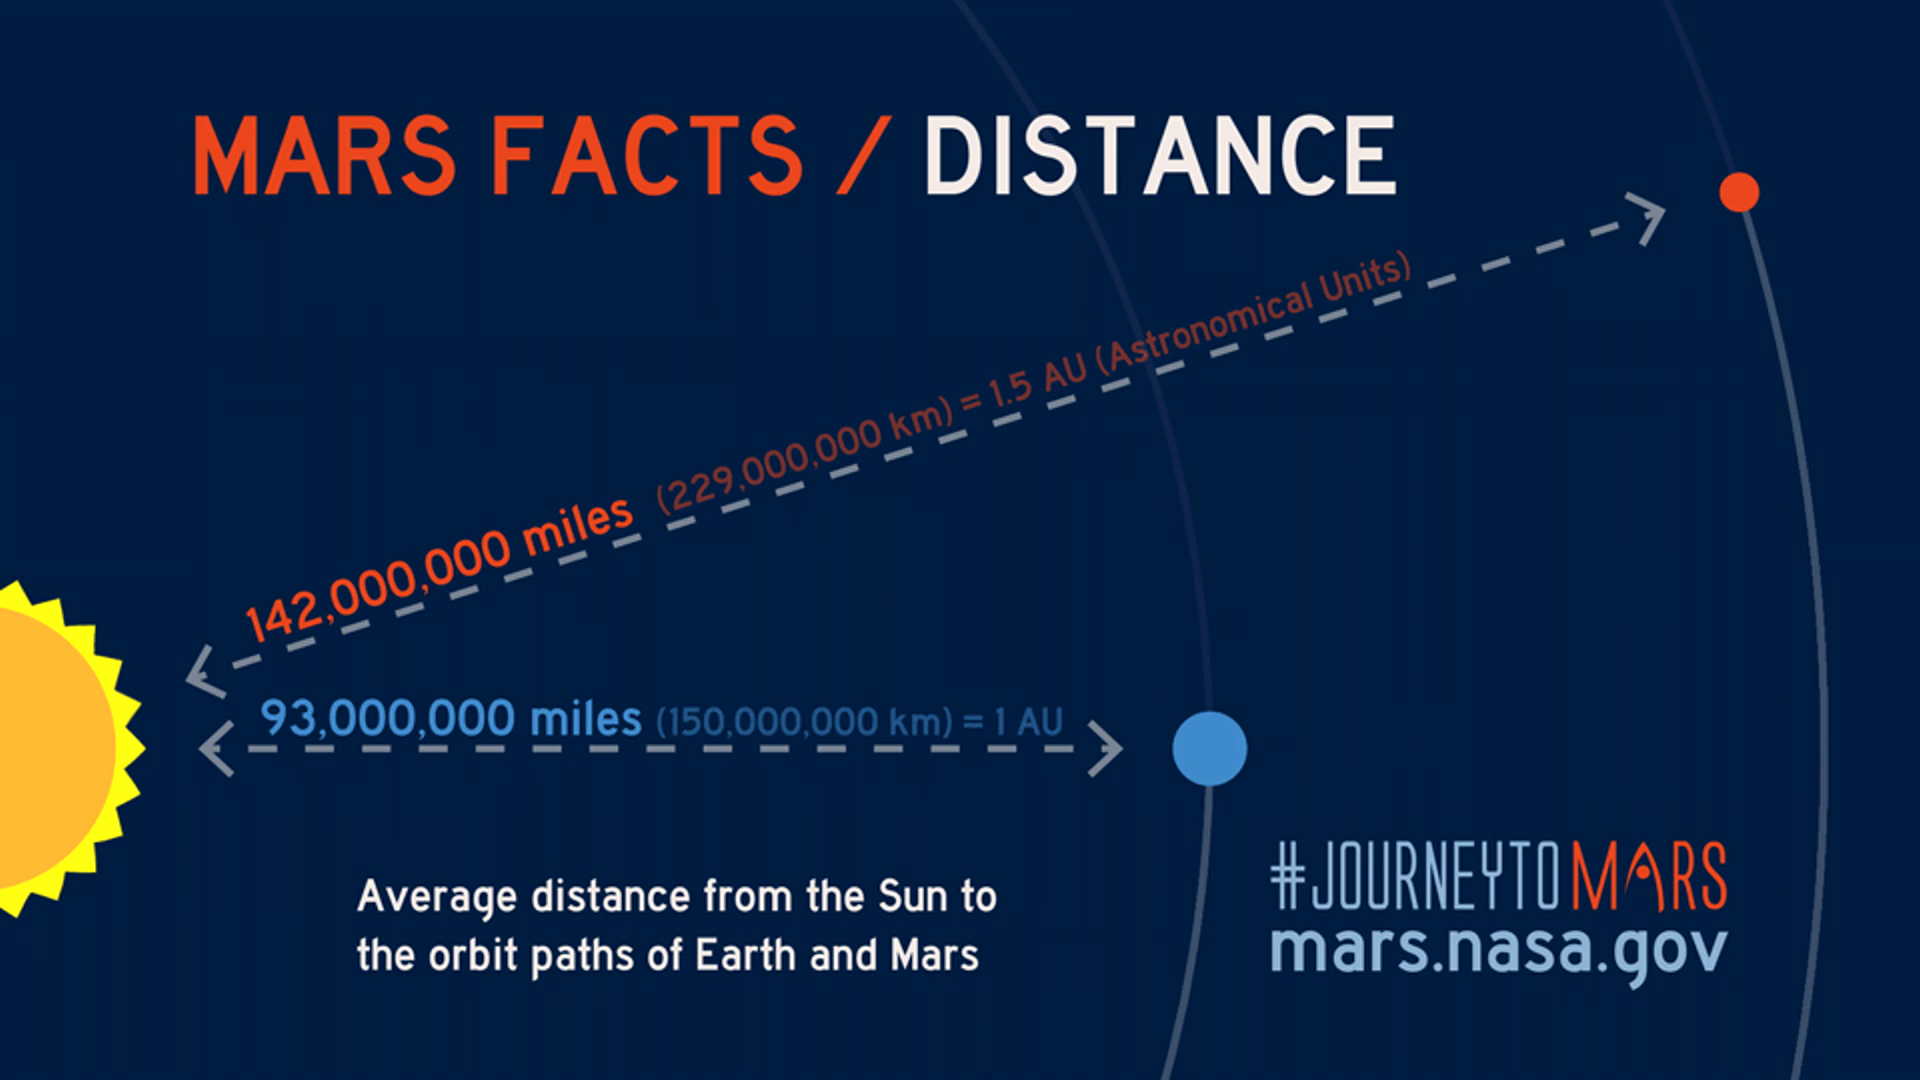 MARS FACTS / DISTANCE
142,000,000 miles (229,000,000 km) = 1.5 AU (Astronomical Units)
93,000,000 miles (150,000,000 km) = 1 AU
Average distance from the Sun to
the orbit paths of Earth and Mars
#JOURNEYTOMARS
mars.nasa.gov